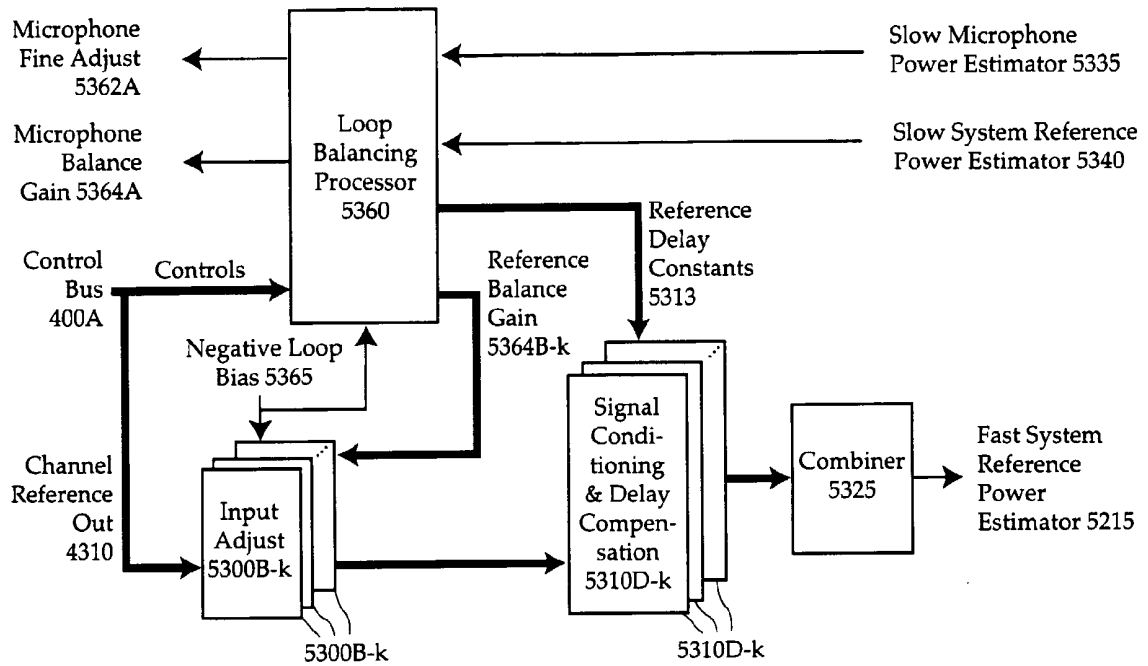 Microphone
Fine Adjust
5362A
Microphone
Balance
Gain 5364A
Loop
Balancing
Processor
5360
Slow Microphone
Power Estimator 5335
Slow System Reference
Power Estimator 5340
Control
Bus
400A
Controls
Reference
Balance
Gain
5364B-k
Reference
Delay
Constants
5313
Negative Loop
Bias 5365
Channel
Reference
Out
4310
Input
Adjust
5300B-k
5300B-k
Signal
Condi-
tioning
& Delay
Compen-
sation
5310D-k
5310D-k
Combiner
5325
Fast System
Reference
Power
Estimator 5215